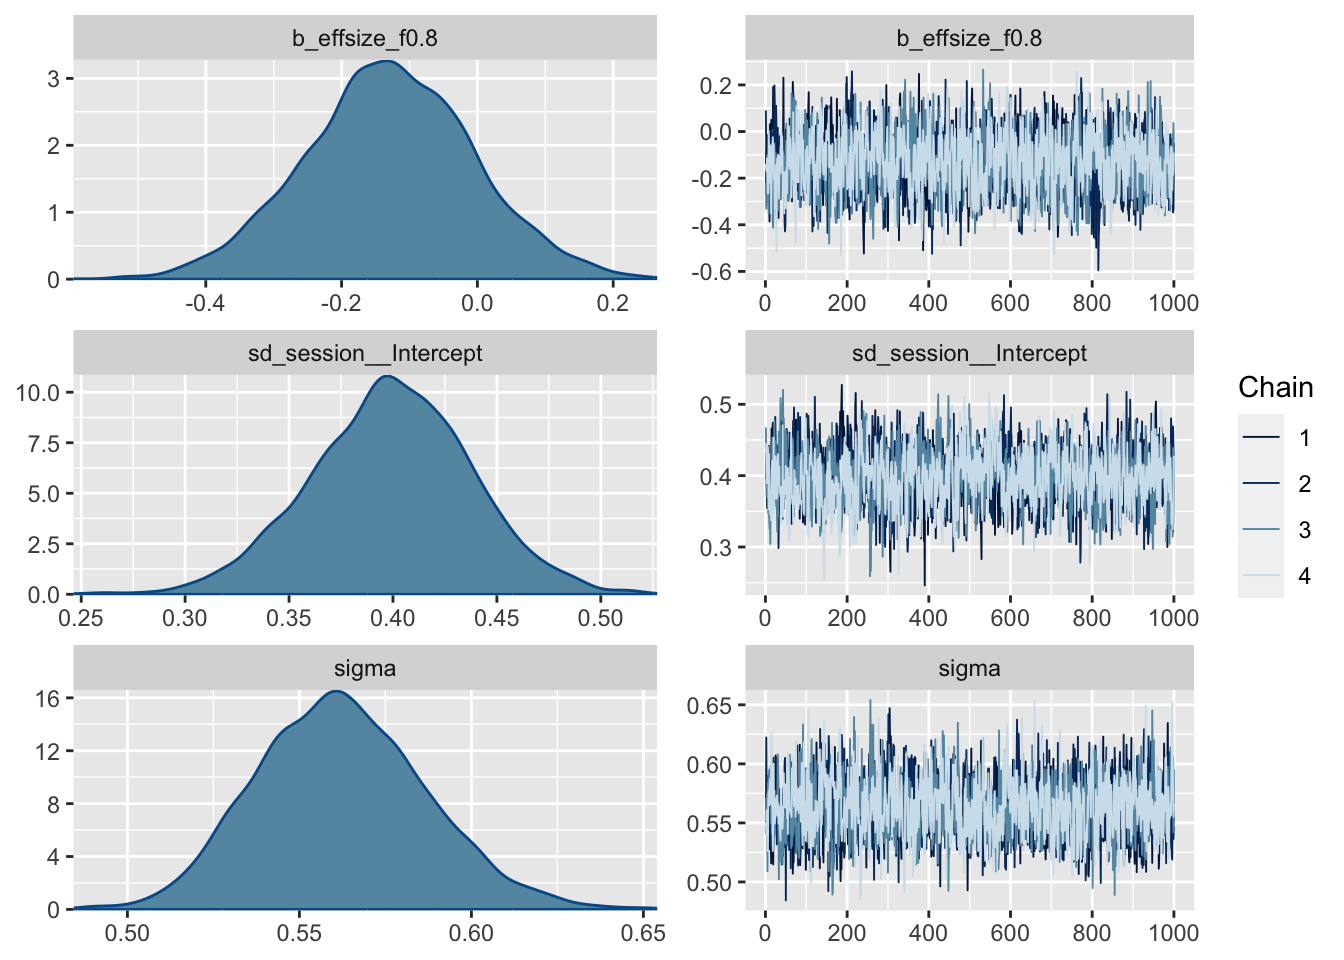 b_effsize_f0.8
3
2
1
0
-0.4 -0.2 0.0 0.2
b_effsize_f0.8
0.2
0.0
-0.2
-0.4
-0.6
0 200 400 600 800 1000
sd_session__Intercept
10.0
7.5
5.0
2.5
0.0
0.25 0.30 0.35 0.40 0.45 0.50
sd_session__Intercept
0.5
0.4
0.3
0 200 400 600 800 1000
sigma
16
12
8
4
0
0.50 0.55 0.60 0.65
sigma
0.65
0.60
0.55
0.50
0 200 400 600 800 1000
Chain
1
2
3
4